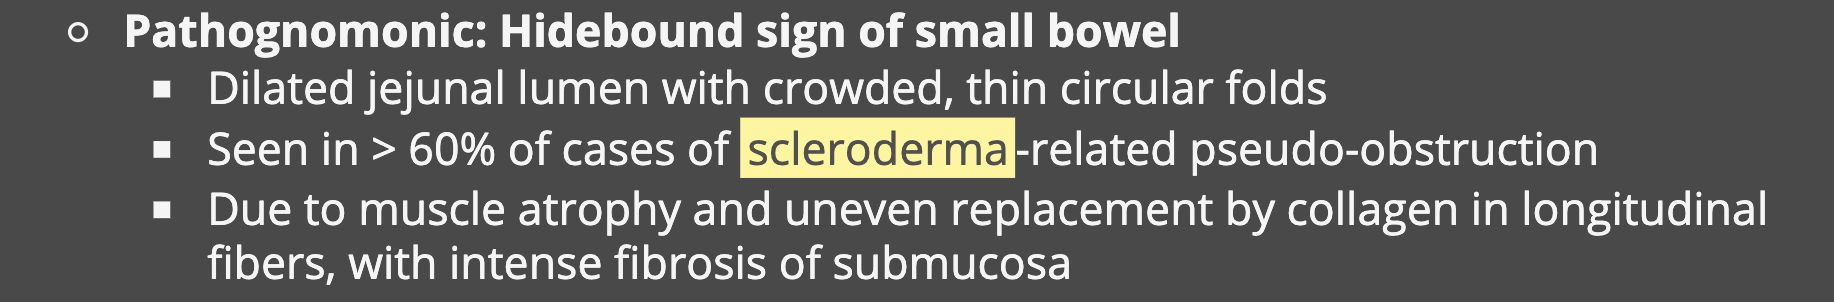 Pathognomonic: Hidebound sign of small bowel
Dilated jejunal lumen with crowded, thin circular folds
Seen in > 60% of cases of scleroderma-related pseudo-obstruction
Due to muscle atrophy and uneven replacement by collagen in longitudinal
fibers, with intense fibrosis of submucosa